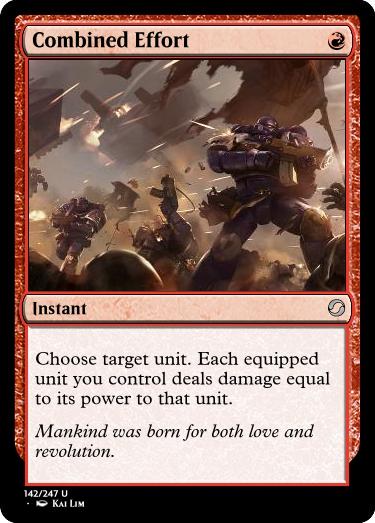 Combined Effort
Instant
Choose target unit. Each equipped
unit you control deals damage equal
to its power to that unit.
Mankind was born for both love and
revolution.
142/247 U
· Kai Lim